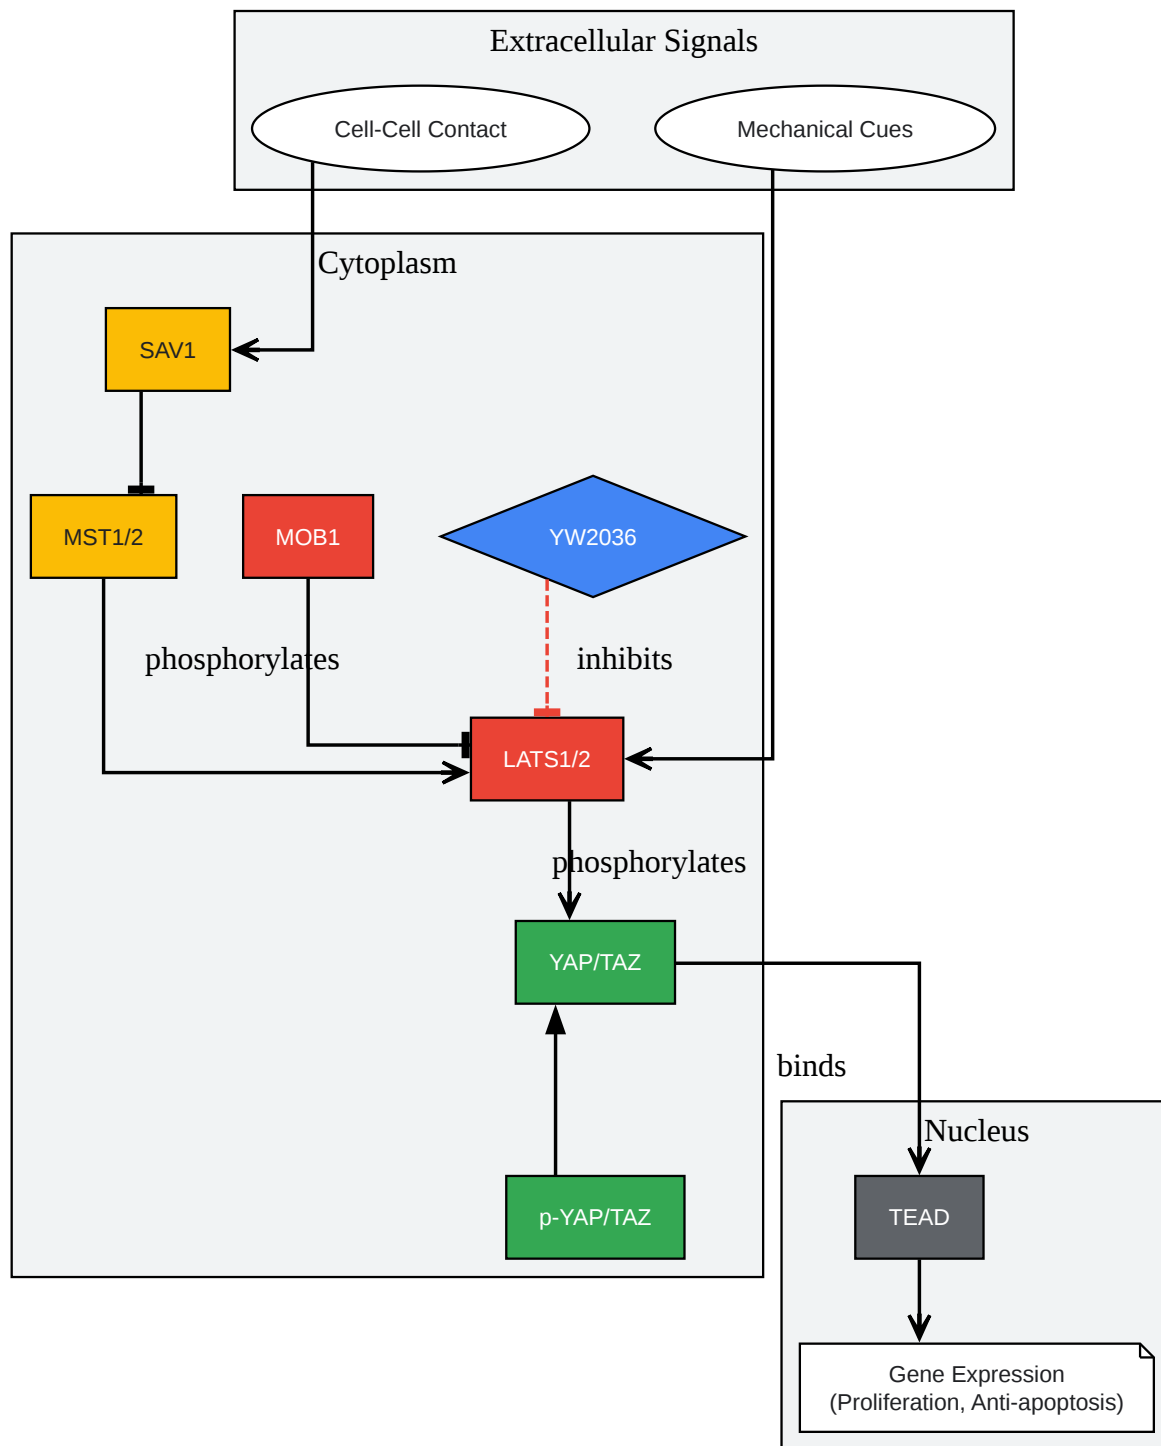 Extracellular Signals
Cell-Cell Contact
Mechanical Cues
Cytoplasm
SAV1
MST1/2
MOB1
YW2036
phosphorylates
inhibits
LATS1/2
phosphorylates
YAP/TAZ
binds
Nucleus
p-YAP/TAZ
TEAD
Gene Expression
(Proliferation, Anti-apoptosis)